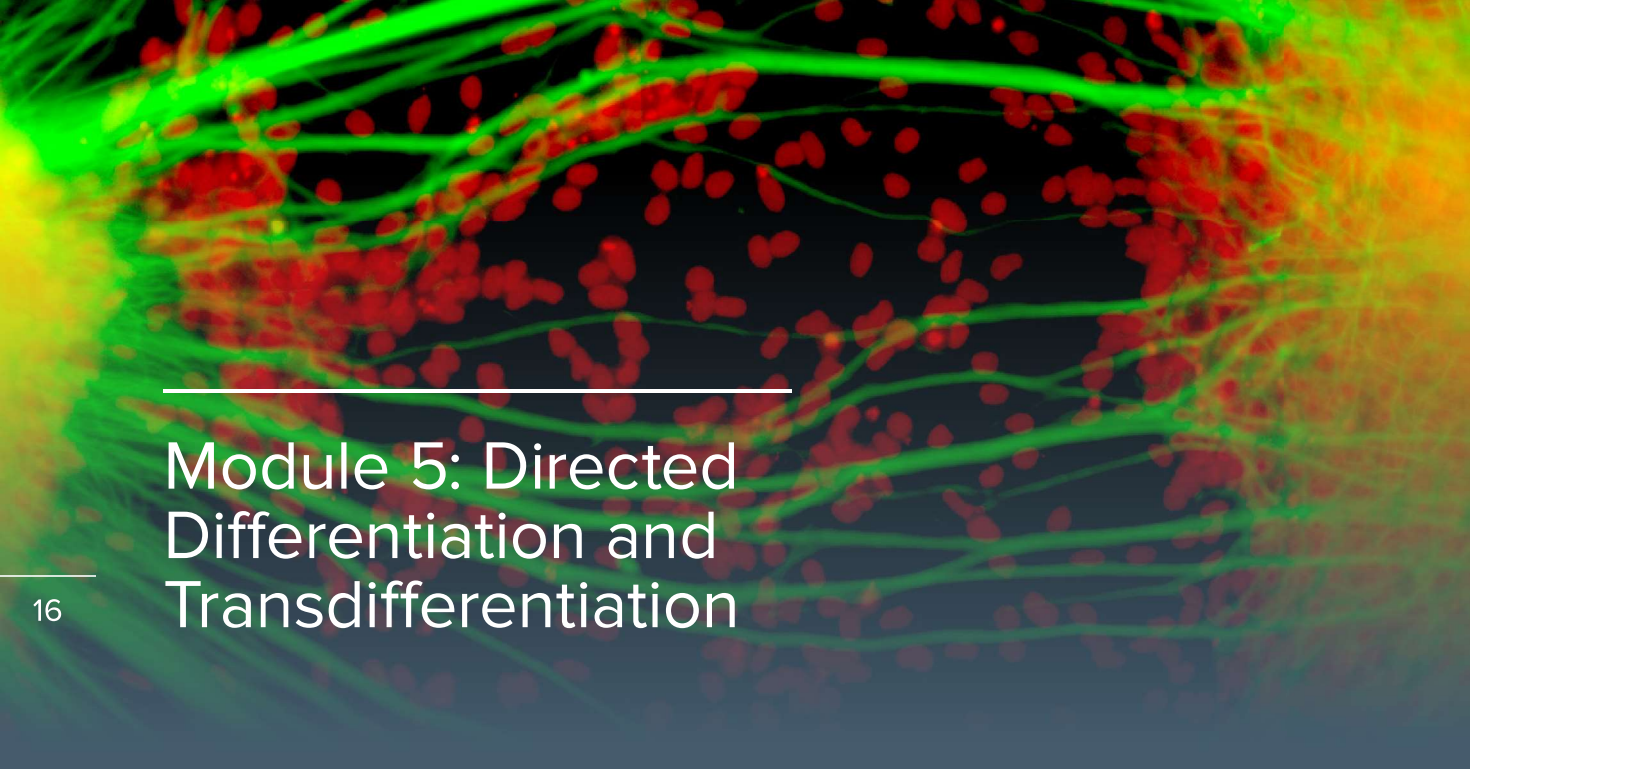 Module 5: Directed
Differentiation and
Transdifferentiation
16